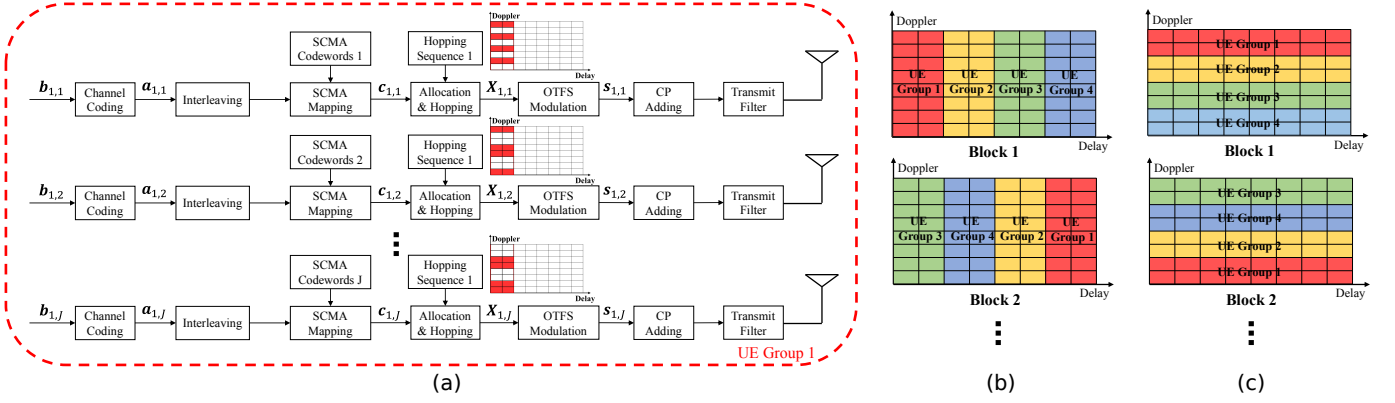 Doppler
Delay
SCMA
Codewords 1
Hopping
Sequence 1
b1,1
Channel
Coding
a1,1
Interleaving
SCMA
Mapping
c1,1
Allocation
& Hopping
X1,1
OTFS
Modulation
s1,1
CP
Adding
Transmit
Filter
Doppler
Delay
SCMA
Codewords 2
Hopping
Sequence 1
b1,2
Channel
Coding
a1,2
Interleaving
SCMA
Mapping
c1,2
Allocation
& Hopping
X1,2
OTFS
Modulation
s1,2
CP
Adding
Transmit
Filter
Doppler
Delay
SCMA
Codewords J
Hopping
Sequence 1
b1,J
Channel
Coding
a1,J
Interleaving
SCMA
Mapping
c1,J
Allocation
& Hopping
X1,J
OTFS
Modulation
s1,J
CP
Adding
Transmit
Filter
UE Group 1
(a)
Doppler
UE
Group 1
UE
Group 2
UE
Group 3
UE
Group 4
Delay
Block 1
Doppler
UE
Group 3
UE
Group 4
UE
Group 2
UE
Group 1
Delay
Block 2
(b)
Doppler
UE Group 1
UE Group 2
UE Group 3
UE Group 4
Delay
Block 1
Doppler
UE Group 3
UE Group 4
UE Group 2
UE Group 1
Delay
Block 2
(c)